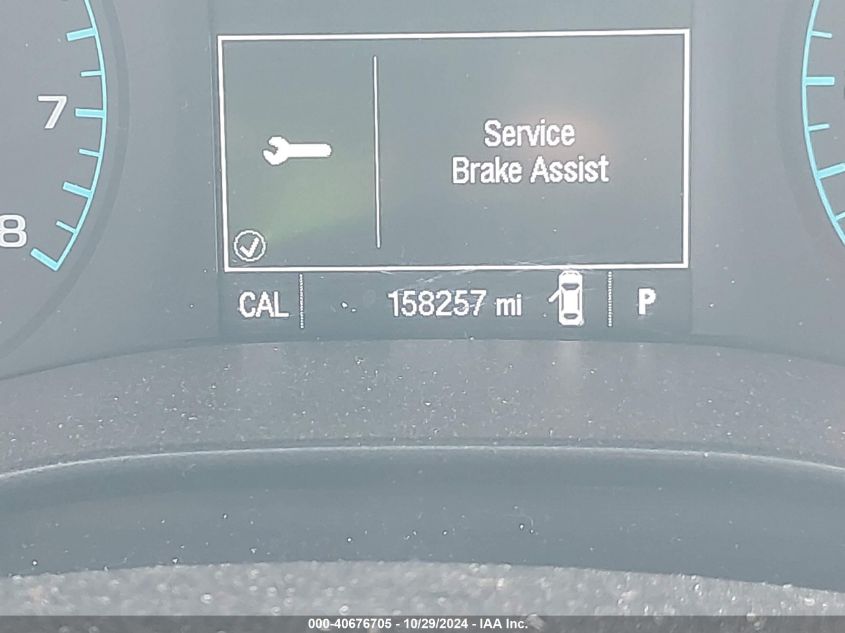 7
8
Service
Brake Assist
CAL 158257 mi P
000-40676705 - 10/29/2024 - IAA Inc.